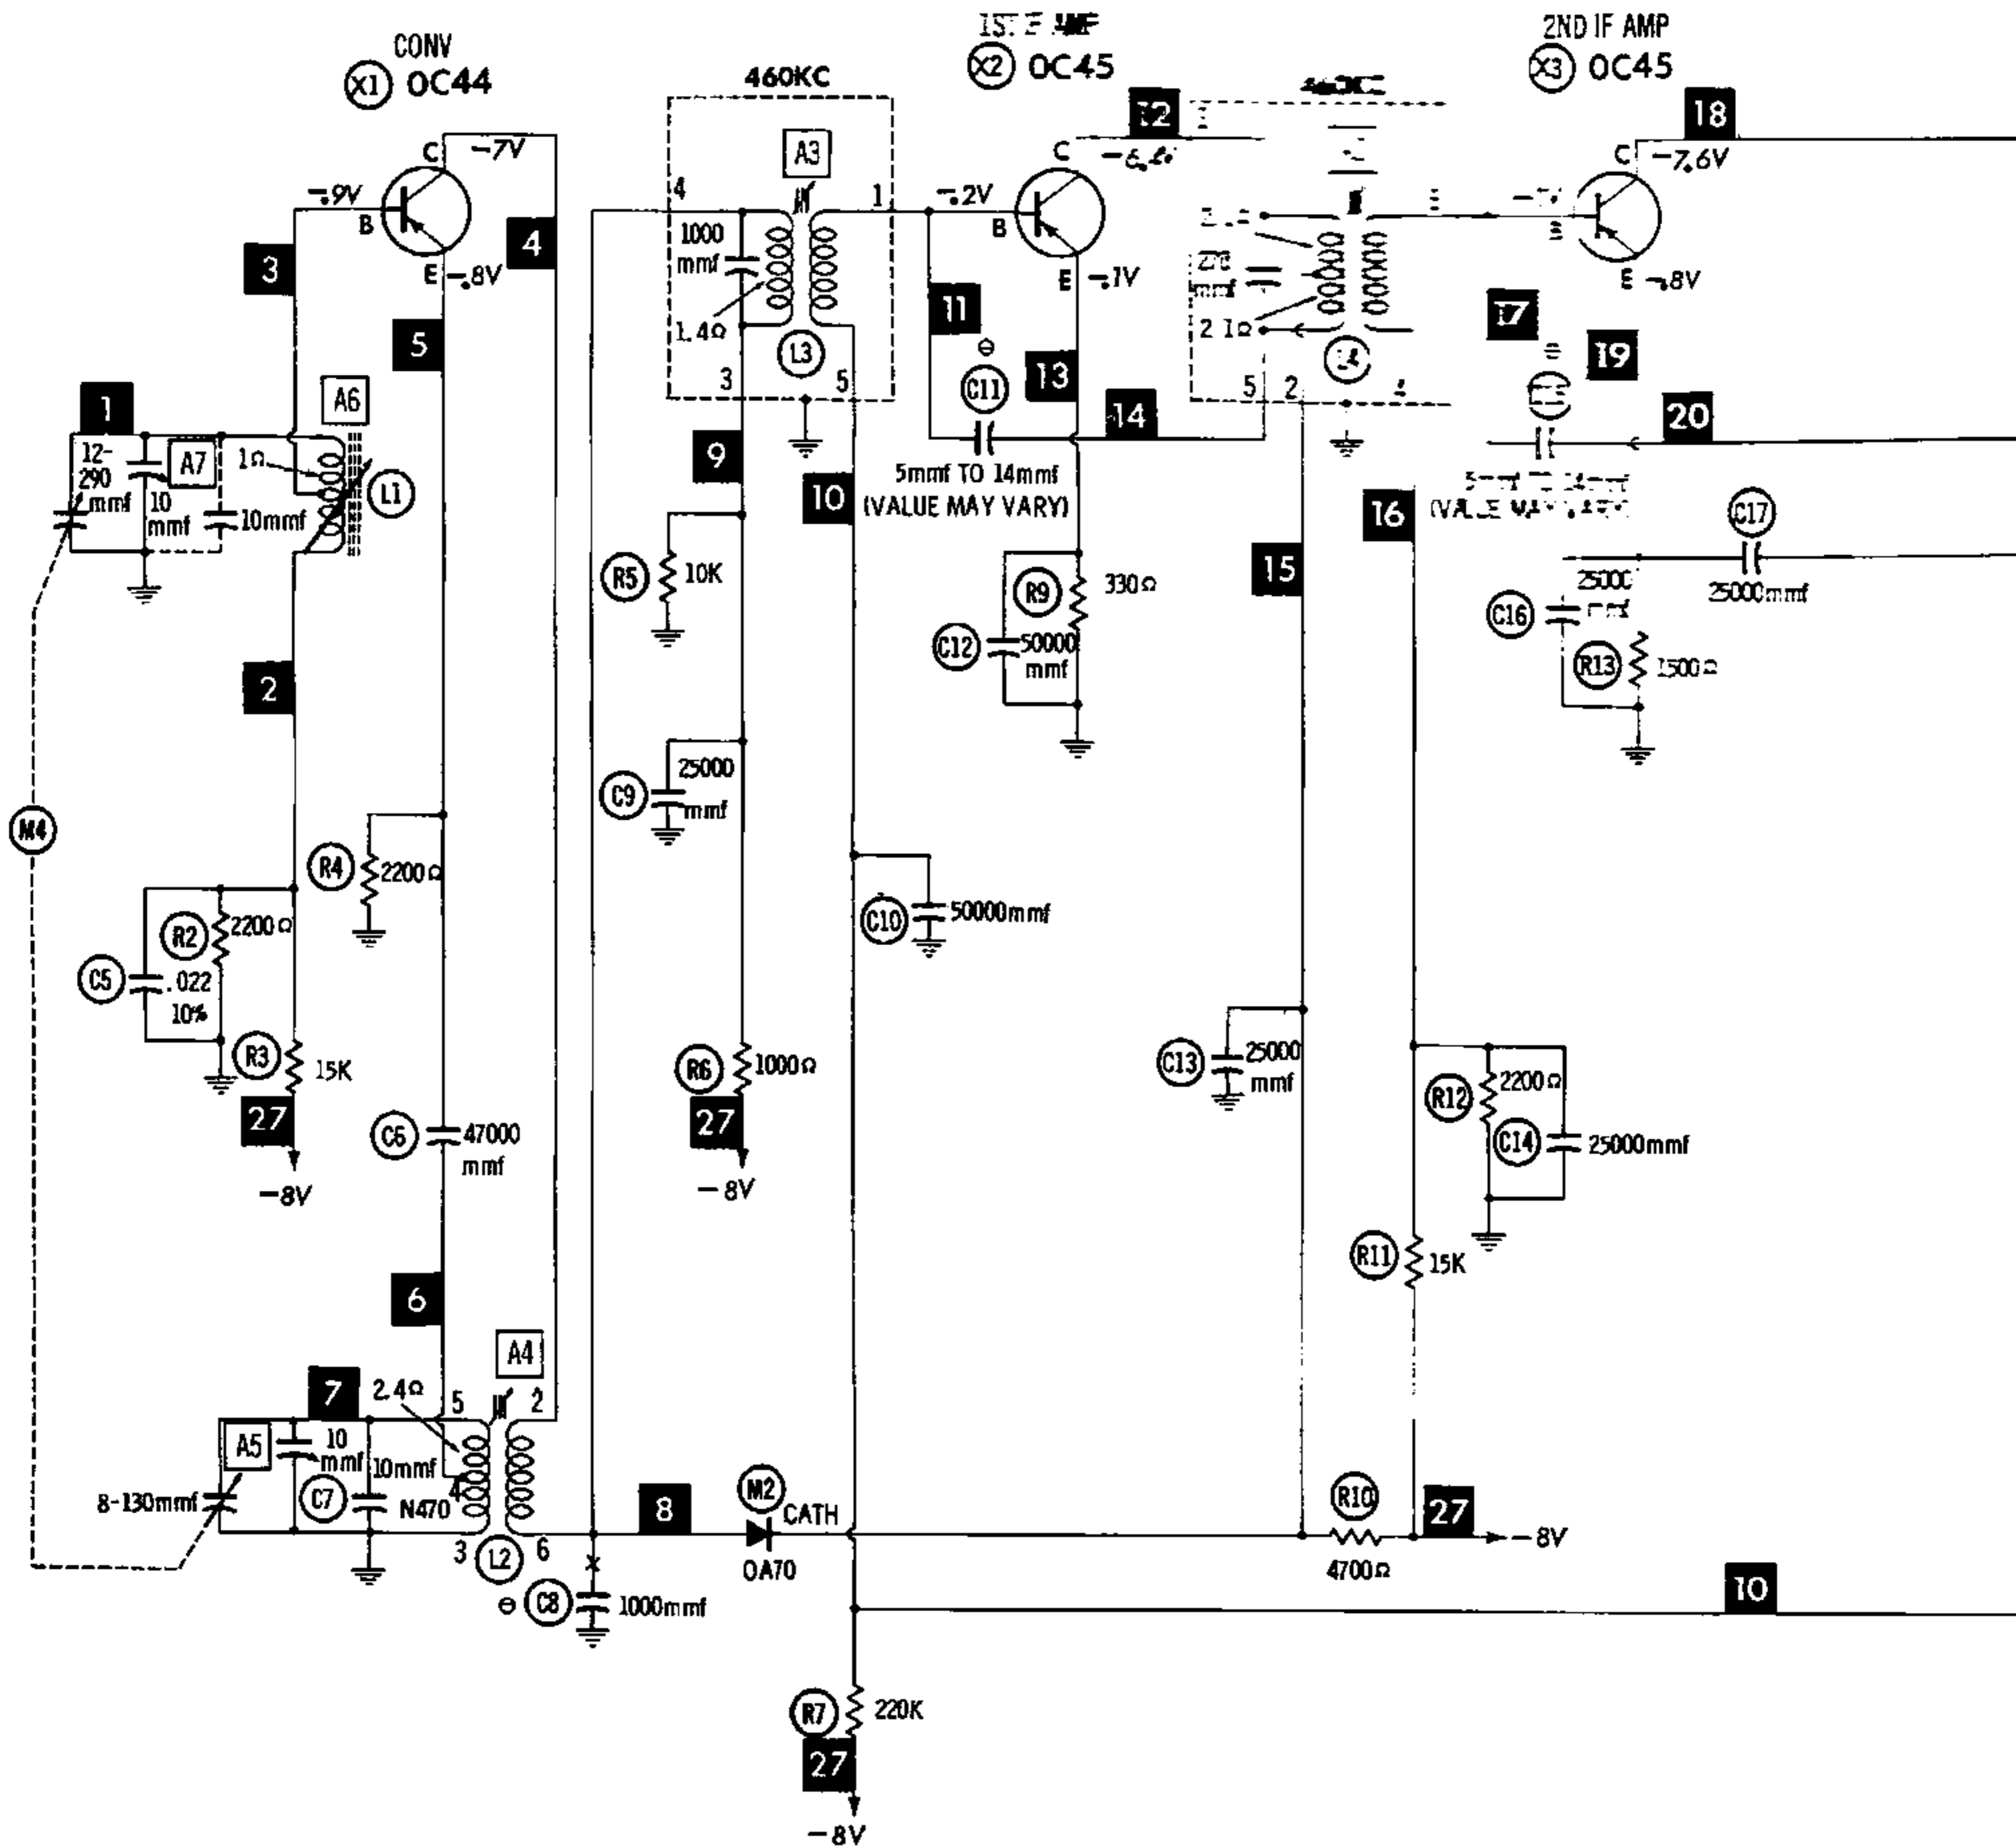 CONV
X1 OC44
460KC
X2 OC45
2ND IF AMP
X3 OC45
C
-7V
-.9V
B
E
-.8V
3
4
5
A3
4
1
1000
mmf
1.4Ω
L3
3
5
-.2V
C
B
E
-.1V
12
11
13
C11
14
5mmf TO 14mmf
(VALUE MAY VARY)
2.1Ω
5
2
18
C
-7.6V
E
-.8V
17
19
20
1
A6
12-
290
mmf
A7
10
mmf
1Ω
10mmf
L1
9
10
R5
10K
R9
330Ω
C12
50000
mmf
15
16
C17
25000mmf
25000
C16
R13
1500Ω
2
M4
C9
25000
mmf
R4
2200Ω
R2
2200Ω
C5
.022
10%
R3
15K
27
-8V
C10
50000mmf
R6
1000Ω
27
-8V
C6
47000
mmf
C13
25000
mmf
R12
2200Ω
C14
25000mmf
R11
15K
6
A4
7
2.4Ω
5
2
A5
10
mmf
10mmf
8-130mmf
C7
N470
4
3
L2
6
8
M2
CATH
OA70
R10
4700Ω
27
-8V
C8
1000mmf
10
R7
220K
27
-8V